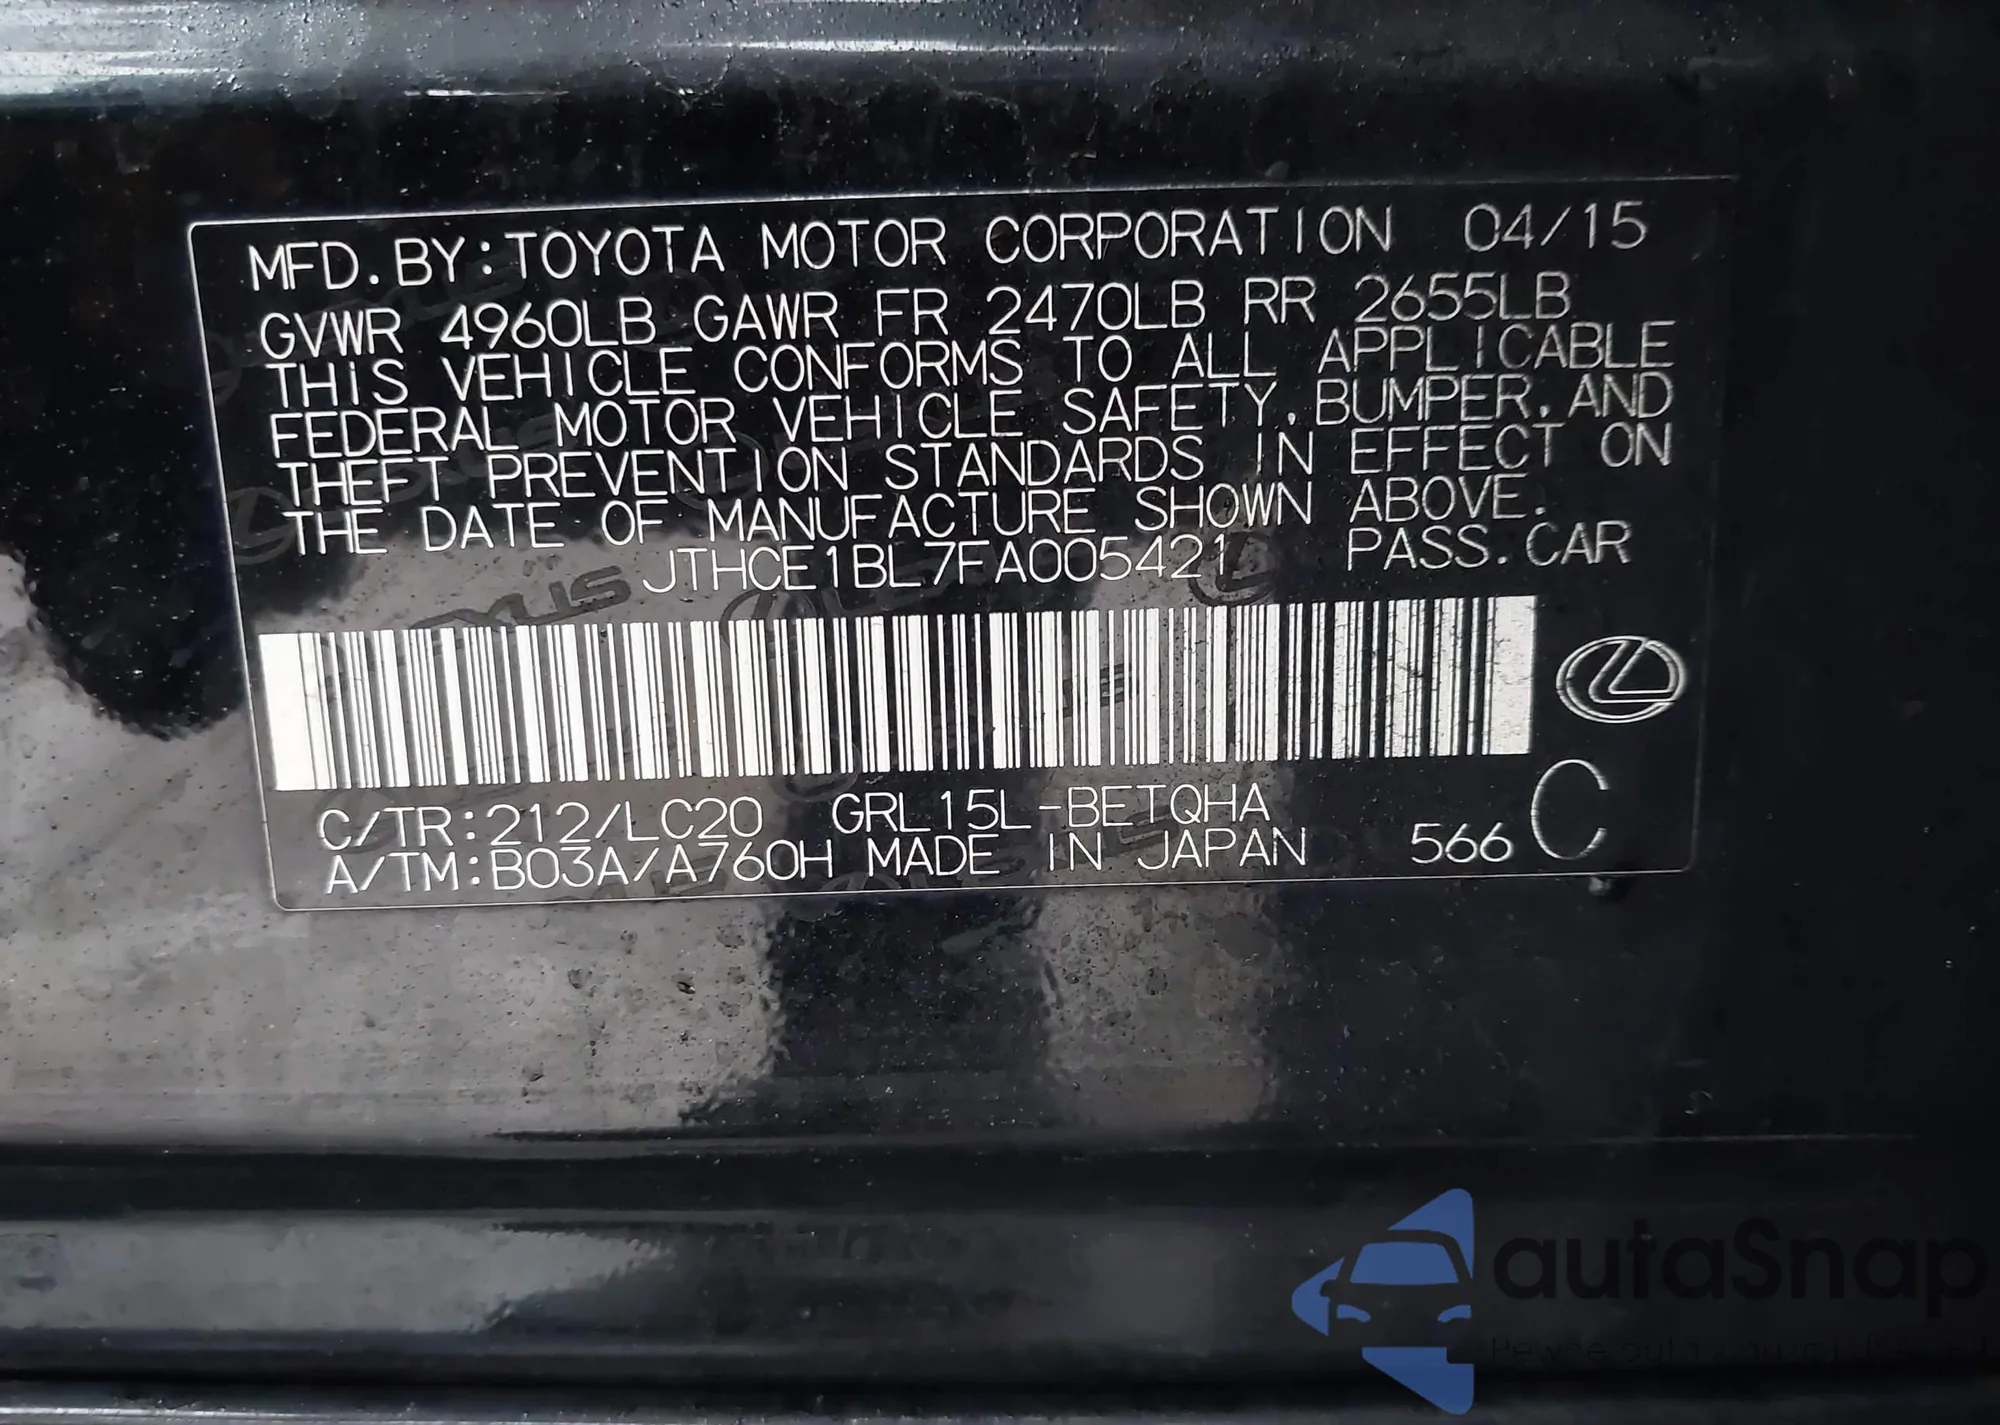 MFD.BY:TOYOTA MOTOR CORPORATION 04/15
GVWR 4960LB GAWR FR 2470LB RR 2655LB
THIS VEHICLE CONFORMS TO ALL APPLICABLE
FEDERAL MOTOR VEHICLE SAFETY,BUMPER,AND
THEFT PREVENTION STANDARDS IN EFFECT ON
THE DATE OF MANUFACTURE SHOWN ABOVE.
JTHCE1BL7FA005421 PASS.CAR
C/TR:212/LC20 GRL15L-BETQHA
A/TM:B03A/A760H MADE IN JAPAN 566 C
autaSnap